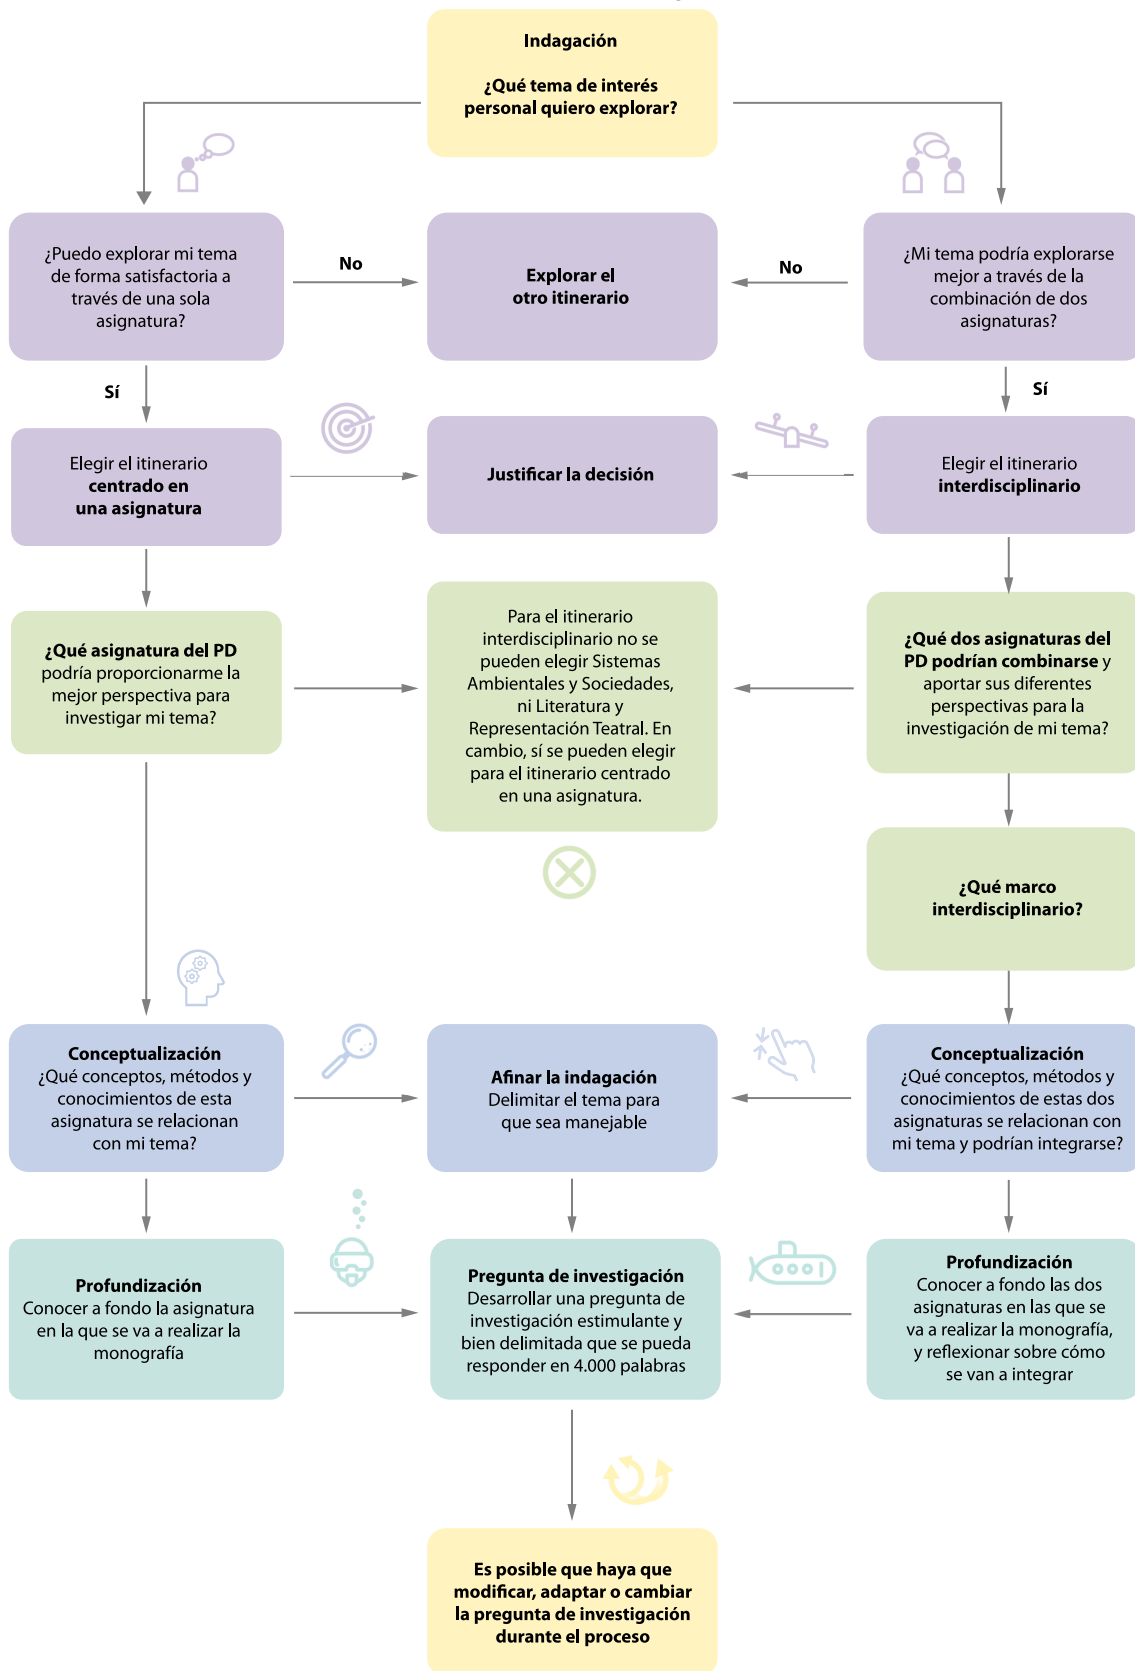 Indagación
¿Qué tema de interés
personal quiero explorar?
¿Puedo explorar mi tema
de forma satisfactoria a
través de una sola
asignatura?
No
Explorar el
otro itinerario
No
¿Mi tema podría explorarse
mejor a través de la
combinación de dos
asignaturas?
Sí
Sí
Elegir el itinerario
centrado en
una asignatura
Justificar la decisión
Elegir el itinerario
interdisciplinario
¿Qué asignatura del PD
podría proporcionarme la
mejor perspectiva para
investigar mi tema?
Para el itinerario
interdisciplinario no se
pueden elegir Sistemas
Ambientales y Sociedades,
ni Literatura y
Representación Teatral. En
cambio, sí se pueden elegir
para el itinerario centrado
en una asignatura.
¿Qué dos asignaturas del
PD podrían combinarse y
aportar sus diferentes
perspectivas para la
investigación de mi tema?
¿Qué marco
interdisciplinario?
Conceptualización
¿Qué conceptos, métodos y
conocimientos de esta
asignatura se relacionan
con mi tema?
Afinar la indagación
Delimitar el tema para
que sea manejable
Conceptualización
¿Qué conceptos, métodos y
conocimientos de estas dos
asignaturas se relacionan con
mi tema y podrían integrarse?
Profundización
Conocer a fondo la asignatura
en la que se va a realizar la
monografía
Pregunta de investigación
Desarrollar una pregunta de
investigación estimulante y
bien delimitada que se pueda
responder en 4.000 palabras
Profundización
Conocer a fondo las dos
asignaturas en las que se
va a realizar la monografía,
y reflexionar sobre cómo
se van a integrar
Es posible que haya que
modificar, adaptar o cambiar
la pregunta de investigación
durante el proceso